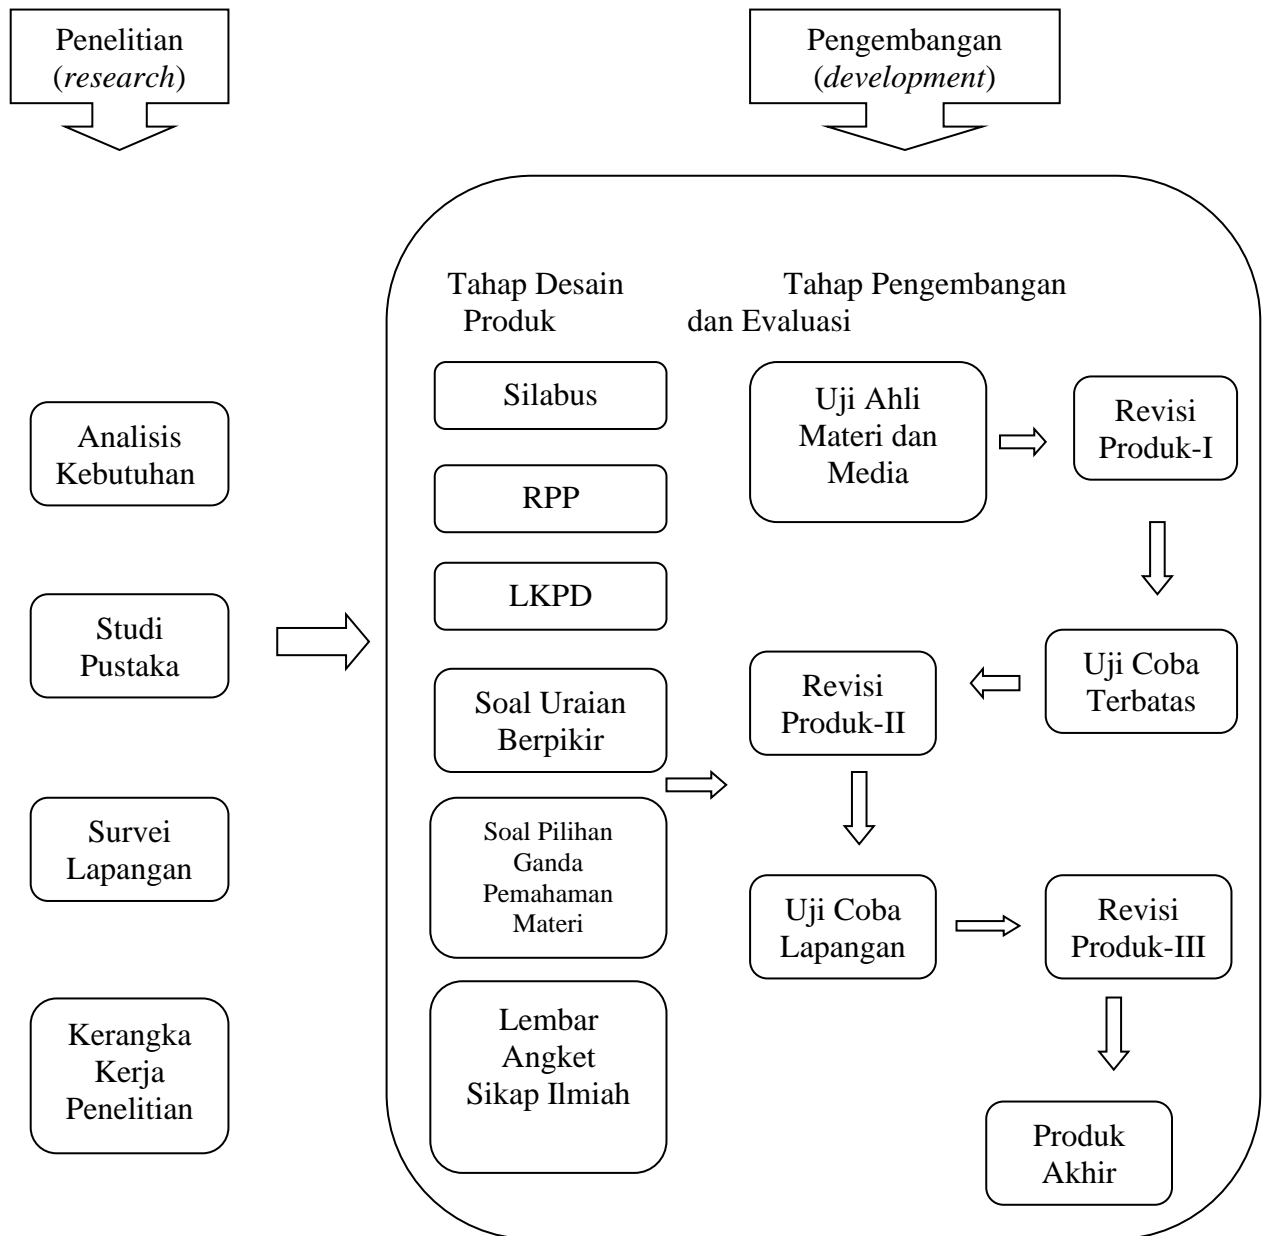 Penelitian
(research)
Pengembangan
(development)
Analisis
Kebutuhan
Studi
Pustaka
Survei
Lapangan
Kerangka
Kerja
Penelitian
Tahap Desain
Produk
Tahap Pengembangan
dan Evaluasi
Silabus
RPP
LKPD
Soal Uraian
Berpikir
Soal Pilihan
Ganda
Pemahaman
Materi
Lembar
Angket
Sikap Ilmiah
Uji Ahli
Materi dan
Media
Revisi
Produk-I
Uji Coba
Terbatas
Revisi
Produk-II
Uji Coba
Lapangan
Revisi
Produk-III
Produk
Akhir